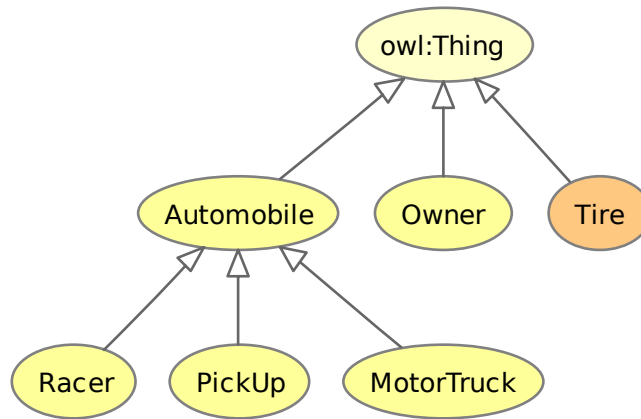 owl:Thing
Automobile
Owner
Tire
Racer
PickUp
MotorTruck